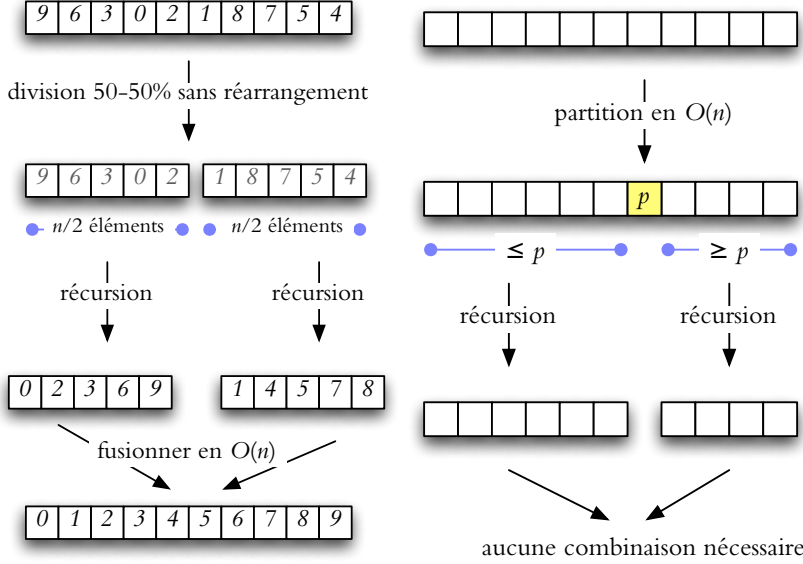 9 6 3 0 2 1 8 7 5 4
division 50-50% sans réarrangement
9 6 3 0 2
1 8 7 5 4
n/2 éléments
n/2 éléments
récursion
récursion
0 2 3 6 9
1 4 5 7 8
fusionner en O(n)
0 1 2 3 4 5 6 7 8 9
partition en O(n)
p
≤ p
≥ p
récursion
récursion
aucune combinaison nécessaire